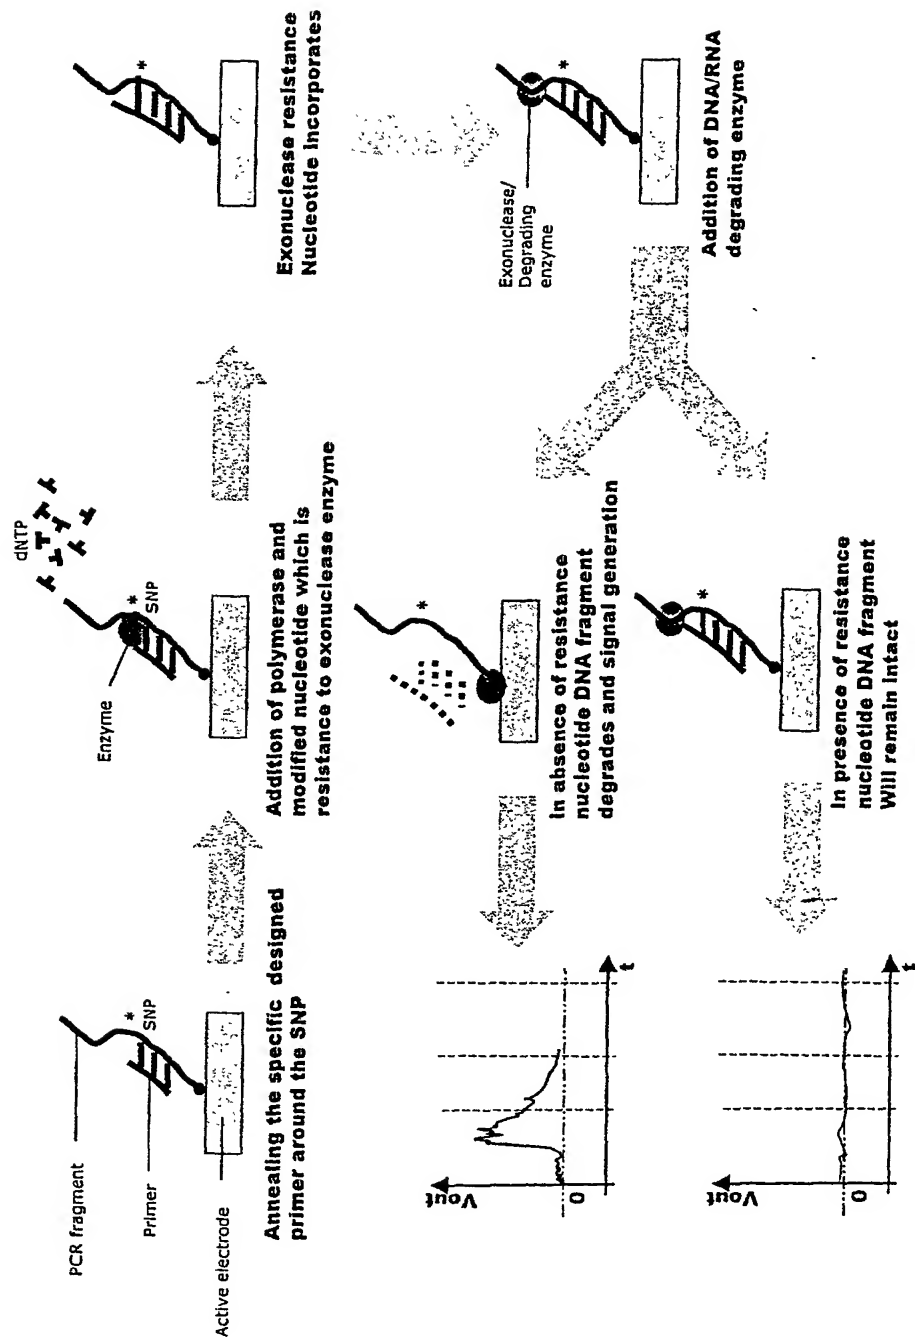 PCR fragment
Primer
Active electrode
*
SNP
Annealing the specific designed
primer around the SNP
dNTP
Enzyme
*
SNP
Addition of polymerase and
modified nucleotide which is
resistance to exonuclease enzyme
*
Exonuclease resistance
Nucleotide incorporates
Exonuclease/
Degrading
enzyme
*
Addition of DNA/RNA
degrading enzyme
*
In absence of resistance
nucleotide DNA fragment
degrades and signal generation
Vout
0
t
*
In presence of resistance
nucleotide DNA fragment
Will remain intact
Vout
0
t